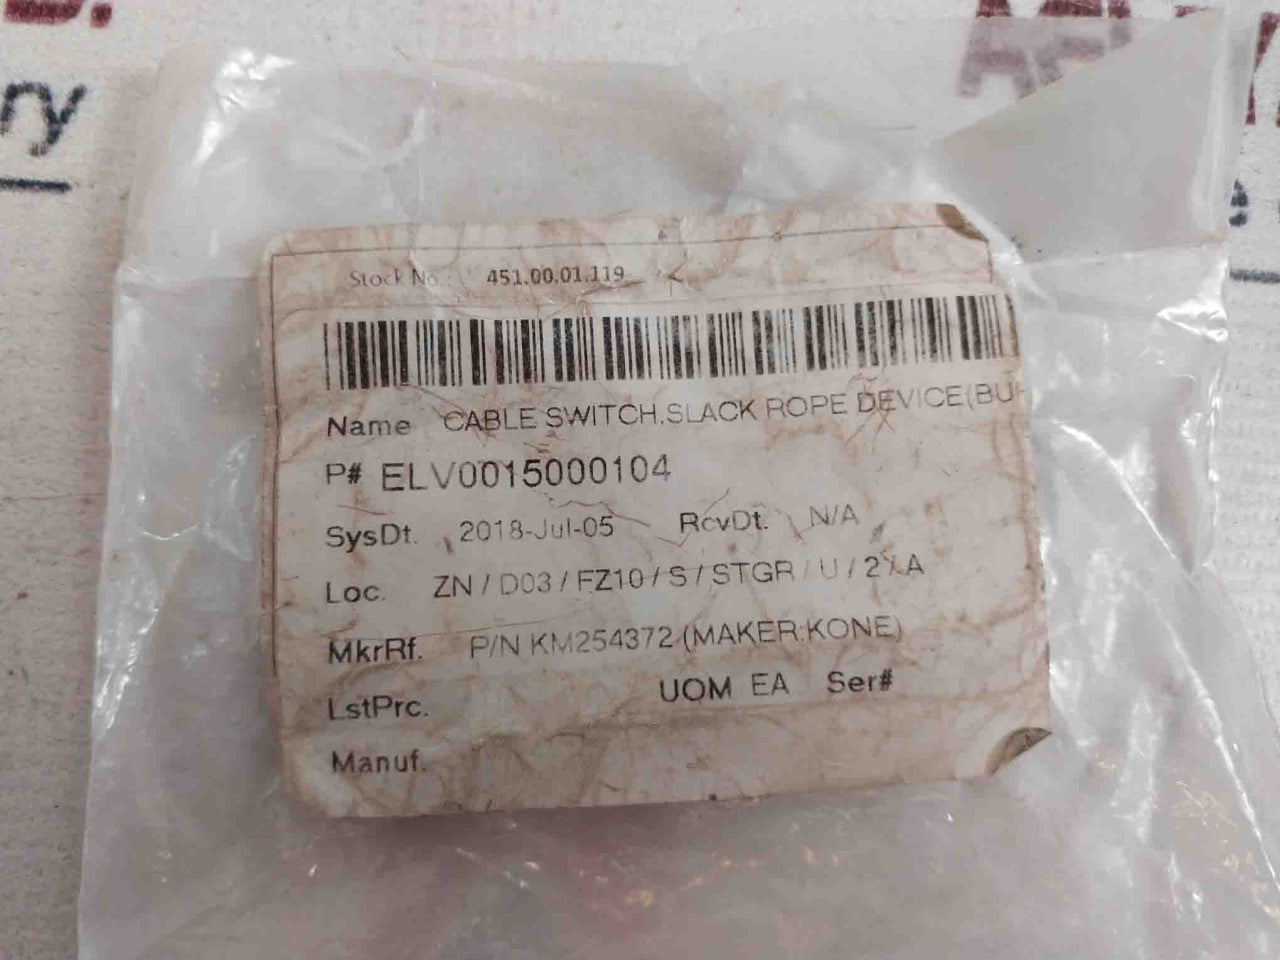 ry
Stock No.: 451.00.01.119
Name CABLE SWITCH,SLACK ROPE DEVICE(BU
P# ELV0015000104
SysDt. 2018-Jul-05 RcvDt. N/A
Loc. ZN / D03 / FZ10 / S / STGR / U / 2 / A
MkrRf. P/N KM254372 (MAKER:KONE)
LstPrc. UOM EA Ser#
Manuf.